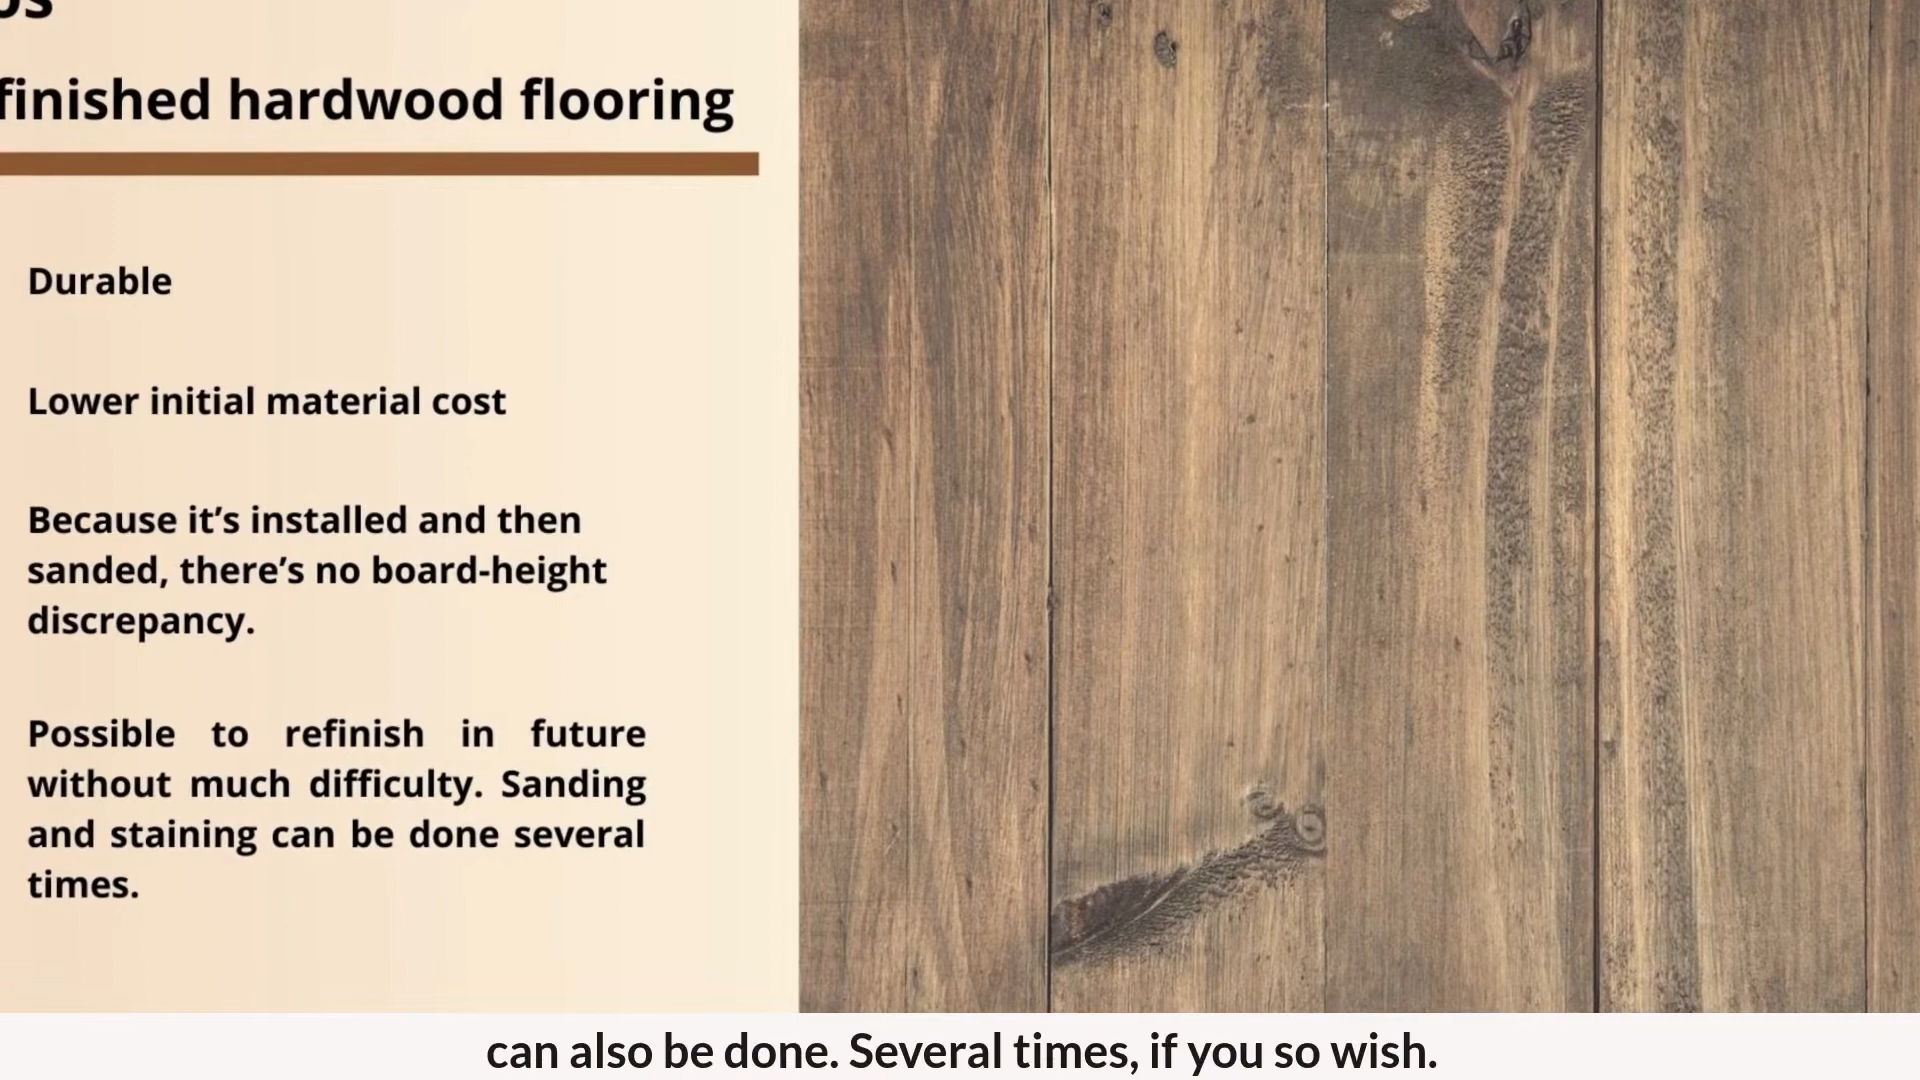 finished hardwood flooring
Durable
Lower initial material cost
Because it’s installed and then
sanded, there’s no board-height
discrepancy.
Possible to refinish in future
without much difficulty. Sanding
and staining can be done several
times.
can also be done. Several times, if you so wish.